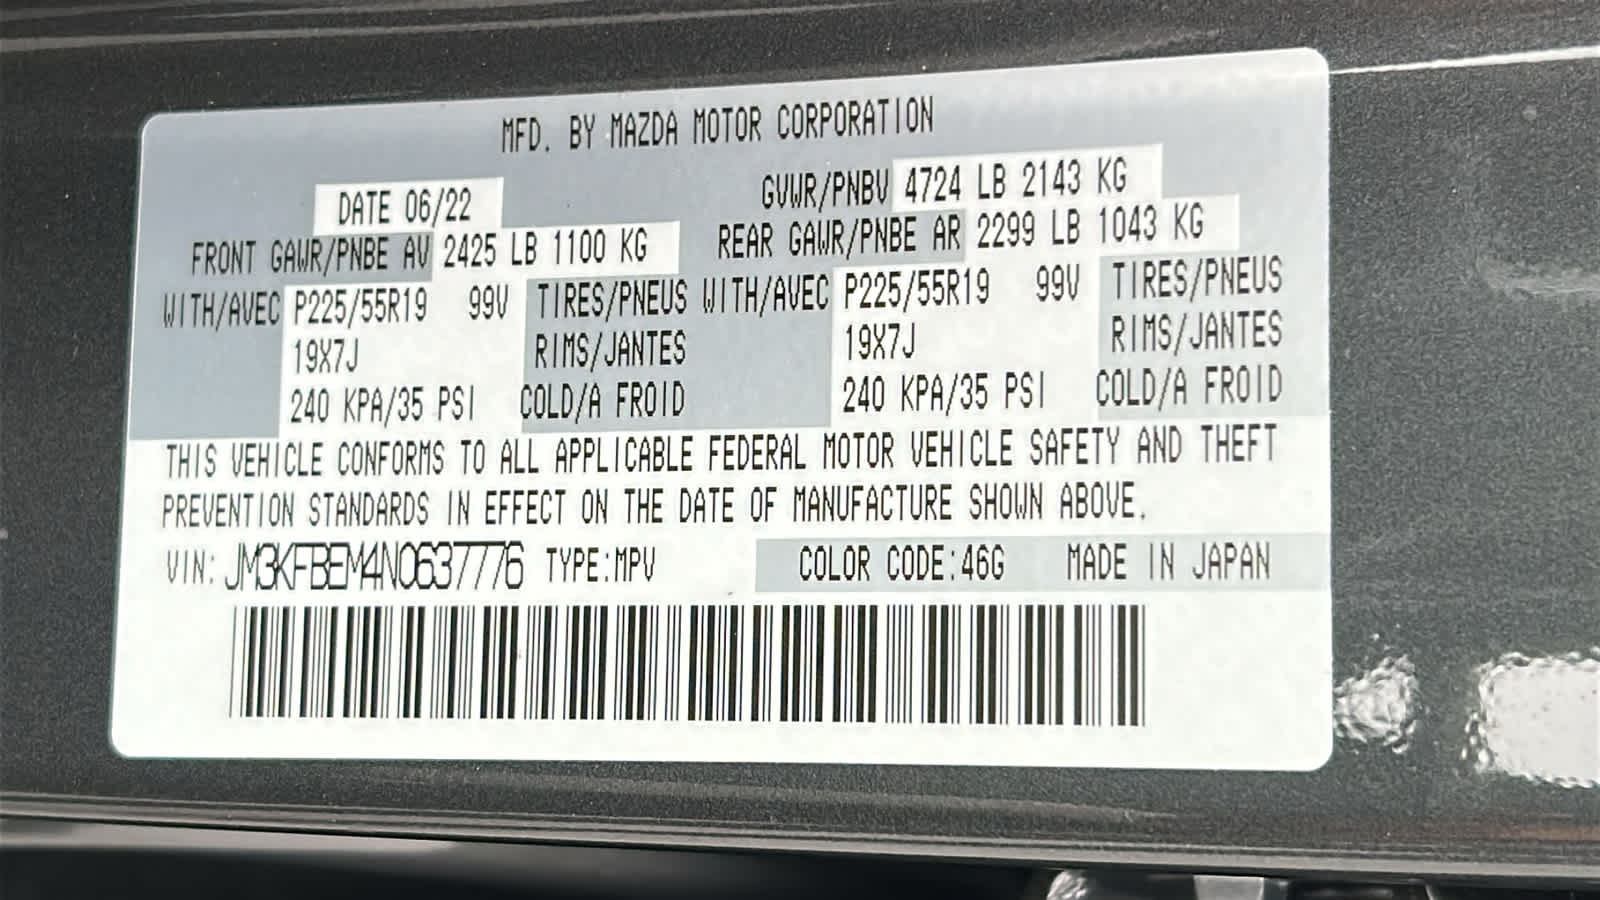 MFD. BY MAZDA MOTOR CORPORATION
DATE 06/22 GVWR/PNBV 4724 LB 2143 KG
FRONT GAWR/PNBE AV 2425 LB 1100 KG REAR GAWR/PNBE AR 2299 LB 1043 KG
WITH/AVEC P225/55R19 99V TIRES/PNEUS WITH/AVEC P225/55R19 99V TIRES/PNEUS
19X7J RIMS/JANTES 19X7J RIMS/JANTES
240 KPA/35 PSI COLD/A FROID 240 KPA/35 PSI COLD/A FROID
THIS VEHICLE CONFORMS TO ALL APPLICABLE FEDERAL MOTOR VEHICLE SAFETY AND THEFT
PREVENTION STANDARDS IN EFFECT ON THE DATE OF MANUFACTURE SHOWN ABOVE.
VIN: JM3KFBEM4N0637776 TYPE:MPV COLOR CODE:46G MADE IN JAPAN